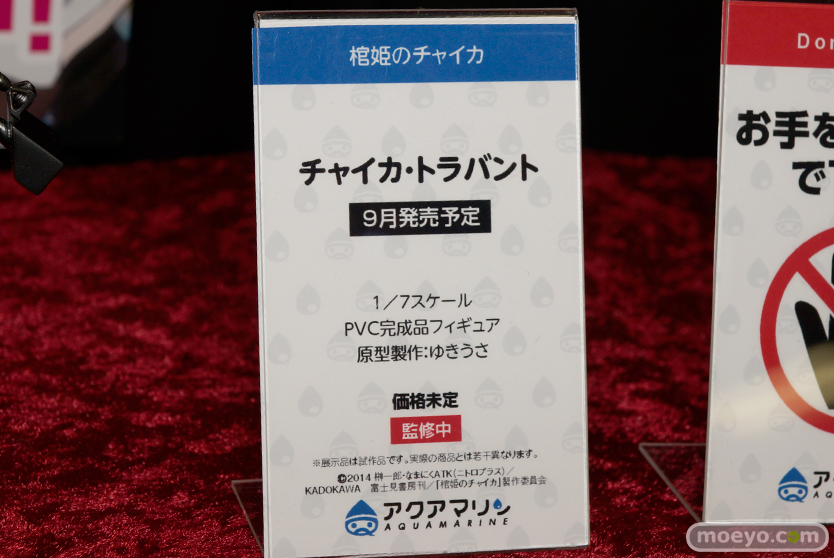 棺姫のチャイカ
チャイカ・トラバント
9月発売予定
1/7スケール
PVC完成品フィギュア
原型製作:ゆきうさ
価格未定
監修中
※展示品は試作品です。実際の商品とは若干異なります。
©2014 榊一郎・なまにくATK(ニトロプラス)/
KADOKAWA 富士見書房刊/「棺姫のチャイカ」製作委員会
アクアマリン
AQUAMARINE
!
Don
お手を
で
アク
AQ
moeyo.com